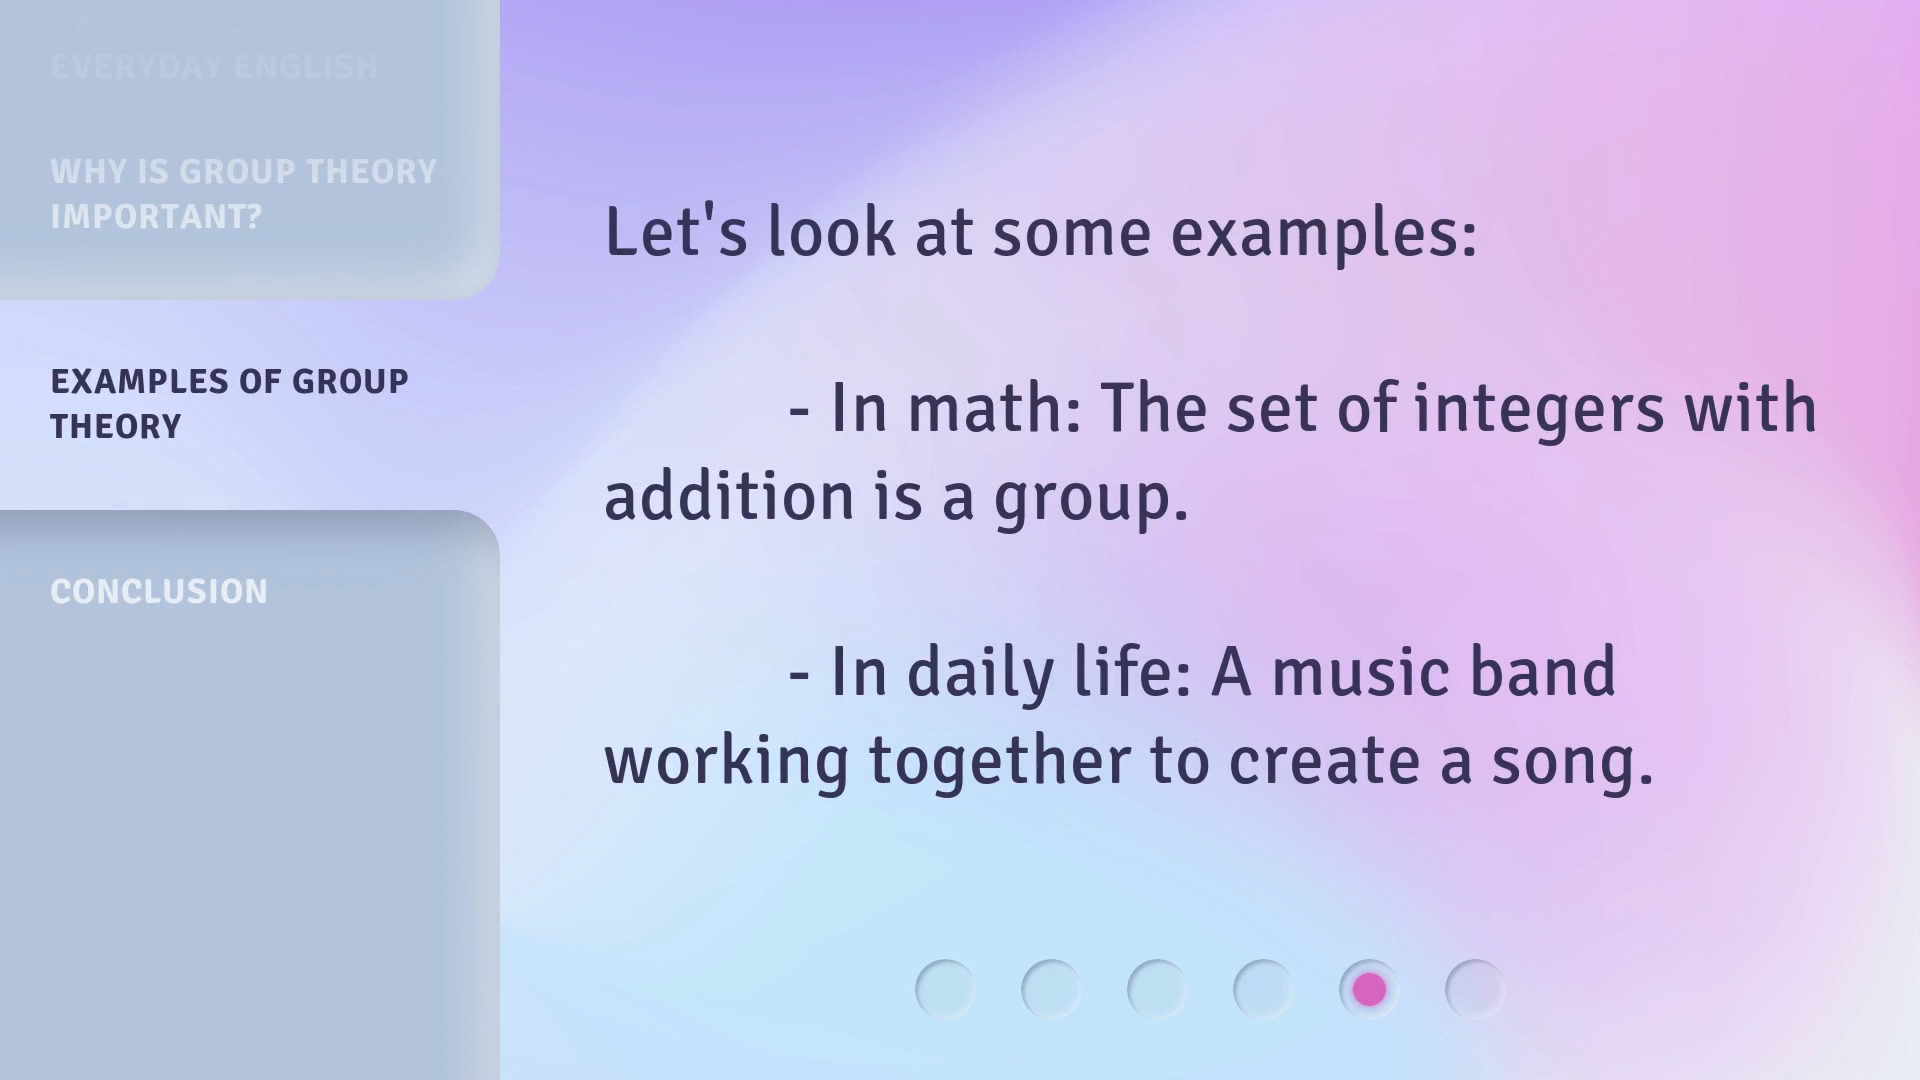 EVERYDAY ENGLISH
WHY IS GROUP THEORY
IMPORTANT?
EXAMPLES OF GROUP
THEORY
CONCLUSION
Let's look at some examples:
- In math: The set of integers with
addition is a group.
- In daily life: A music band
working together to create a song.